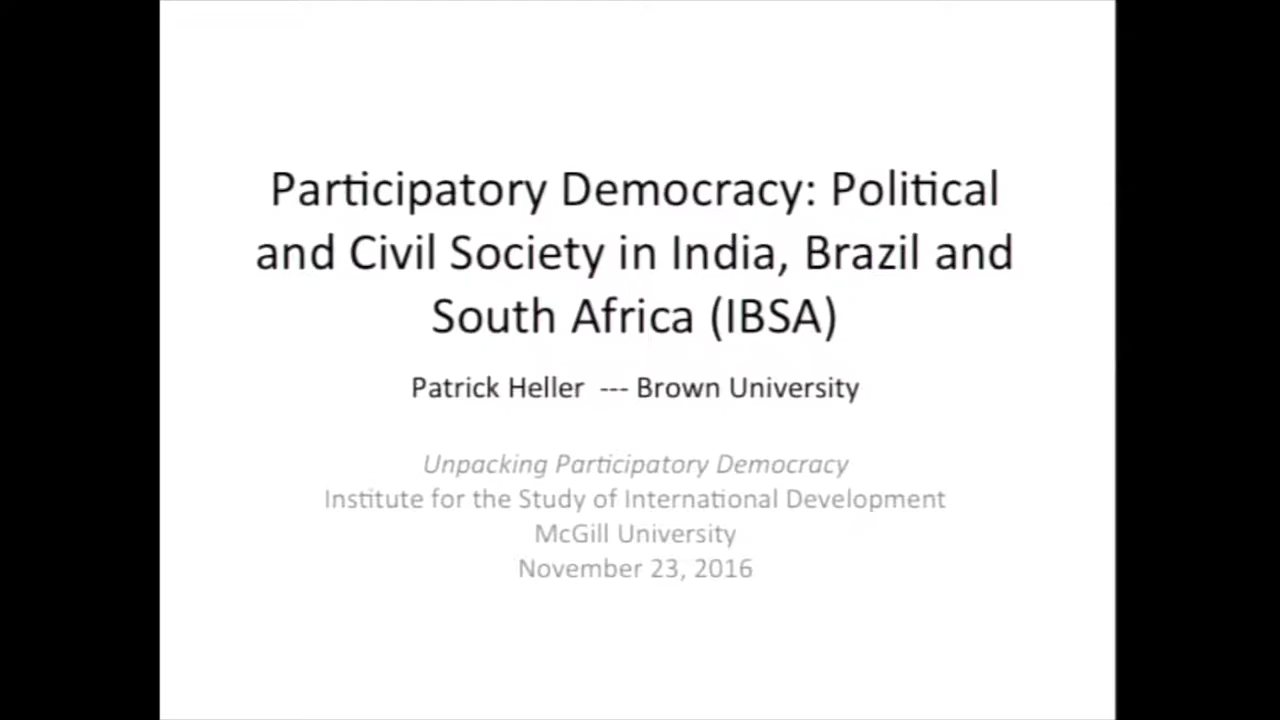 Participatory Democracy: Political
and Civil Society in India, Brazil and
South Africa (IBSA)
Patrick Heller --- Brown University
Unpacking Participatory Democracy
Institute for the Study of International Development
McGill University
November 23, 2016